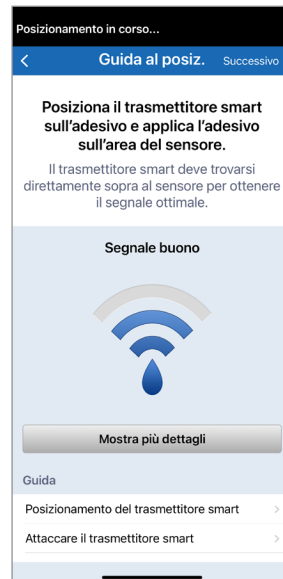 Posizionamento in corso...
Guida al posiz. Successivo
Posiziona il trasmettitore smart
sull'adesivo e applica l'adesivo
sull'area del sensore.
Il trasmettitore smart deve trovarsi
direttamente sopra al sensore per ottenere
il segnale ottimale.
Segnale buono
Mostra più dettagli
Guida
Posizionamento del trasmettitore smart
Attaccare il trasmettitore smart